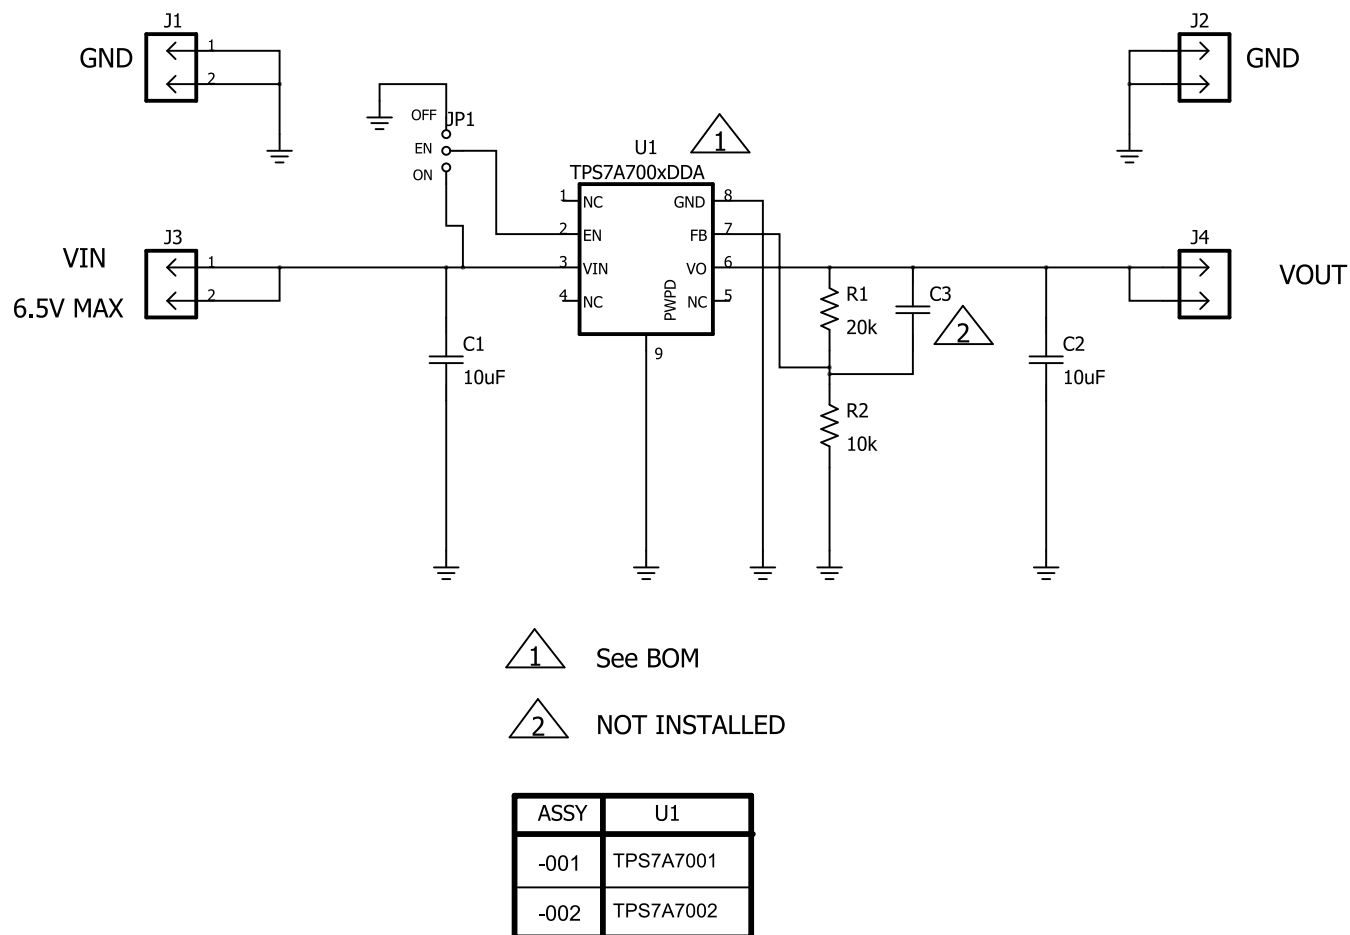 J1
GND
1
2
J2
GND
OFF
JP1
EN
ON
U1
1
TPS7A700xDDA
1
NC
GND
8
2
EN
FB
7
3
VIN
VO
6
4
NC
NC
5
PWPD
9
J3
VIN
1
2
6.5V MAX
J4
VOUT
R1
20k
C3
2
C1
10uF
C2
10uF
R2
10k
1
See BOM
2
NOT INSTALLED
ASSY
U1
-001
TPS7A7001
-002
TPS7A7002